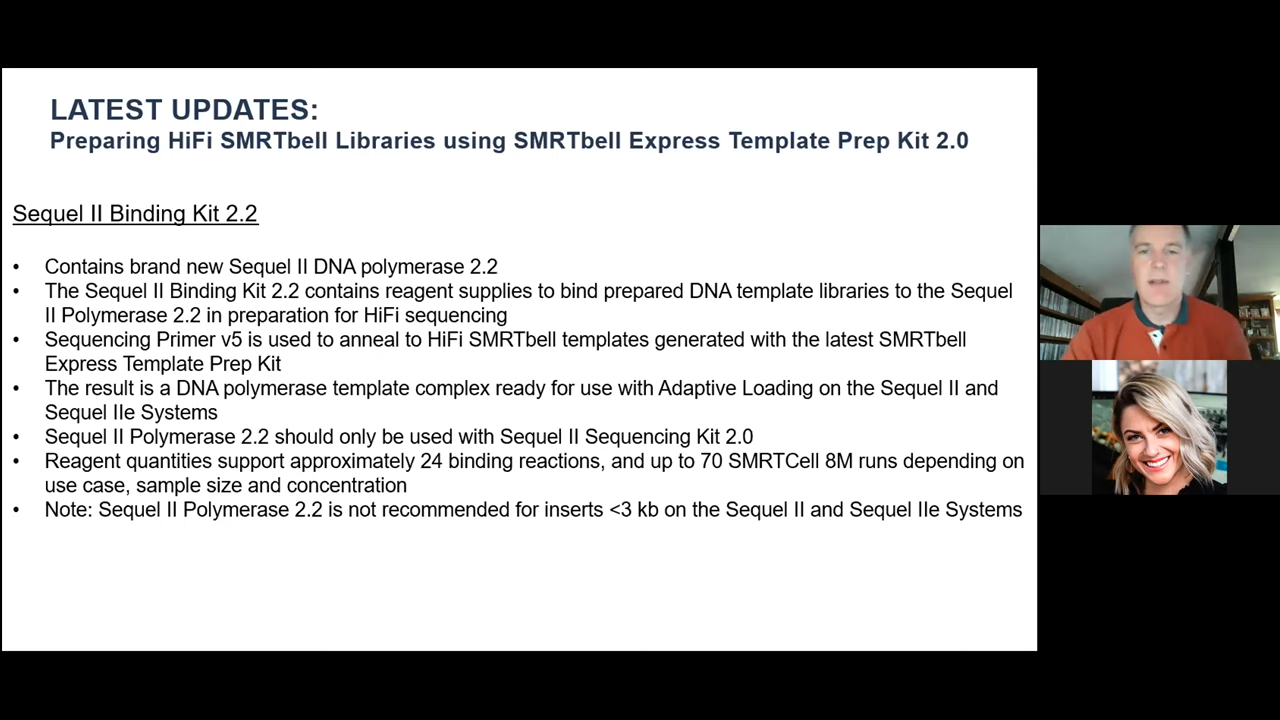 LATEST UPDATES:
Preparing HiFi SMRTbell Libraries using SMRTbell Express Template Prep Kit 2.0
Sequel II Binding Kit 2.2
• Contains brand new Sequel II DNA polymerase 2.2
• The Sequel II Binding Kit 2.2 contains reagent supplies to bind prepared DNA template libraries to the Sequel
II Polymerase 2.2 in preparation for HiFi sequencing
• Sequencing Primer v5 is used to anneal to HiFi SMRTbell templates generated with the latest SMRTbell
Express Template Prep Kit
• The result is a DNA polymerase template complex ready for use with Adaptive Loading on the Sequel II and
Sequel IIe Systems
• Sequel II Polymerase 2.2 should only be used with Sequel II Sequencing Kit 2.0
• Reagent quantities support approximately 24 binding reactions, and up to 70 SMRTCell 8M runs depending on
use case, sample size and concentration
• Note: Sequel II Polymerase 2.2 is not recommended for inserts <3 kb on the Sequel II and Sequel IIe Systems